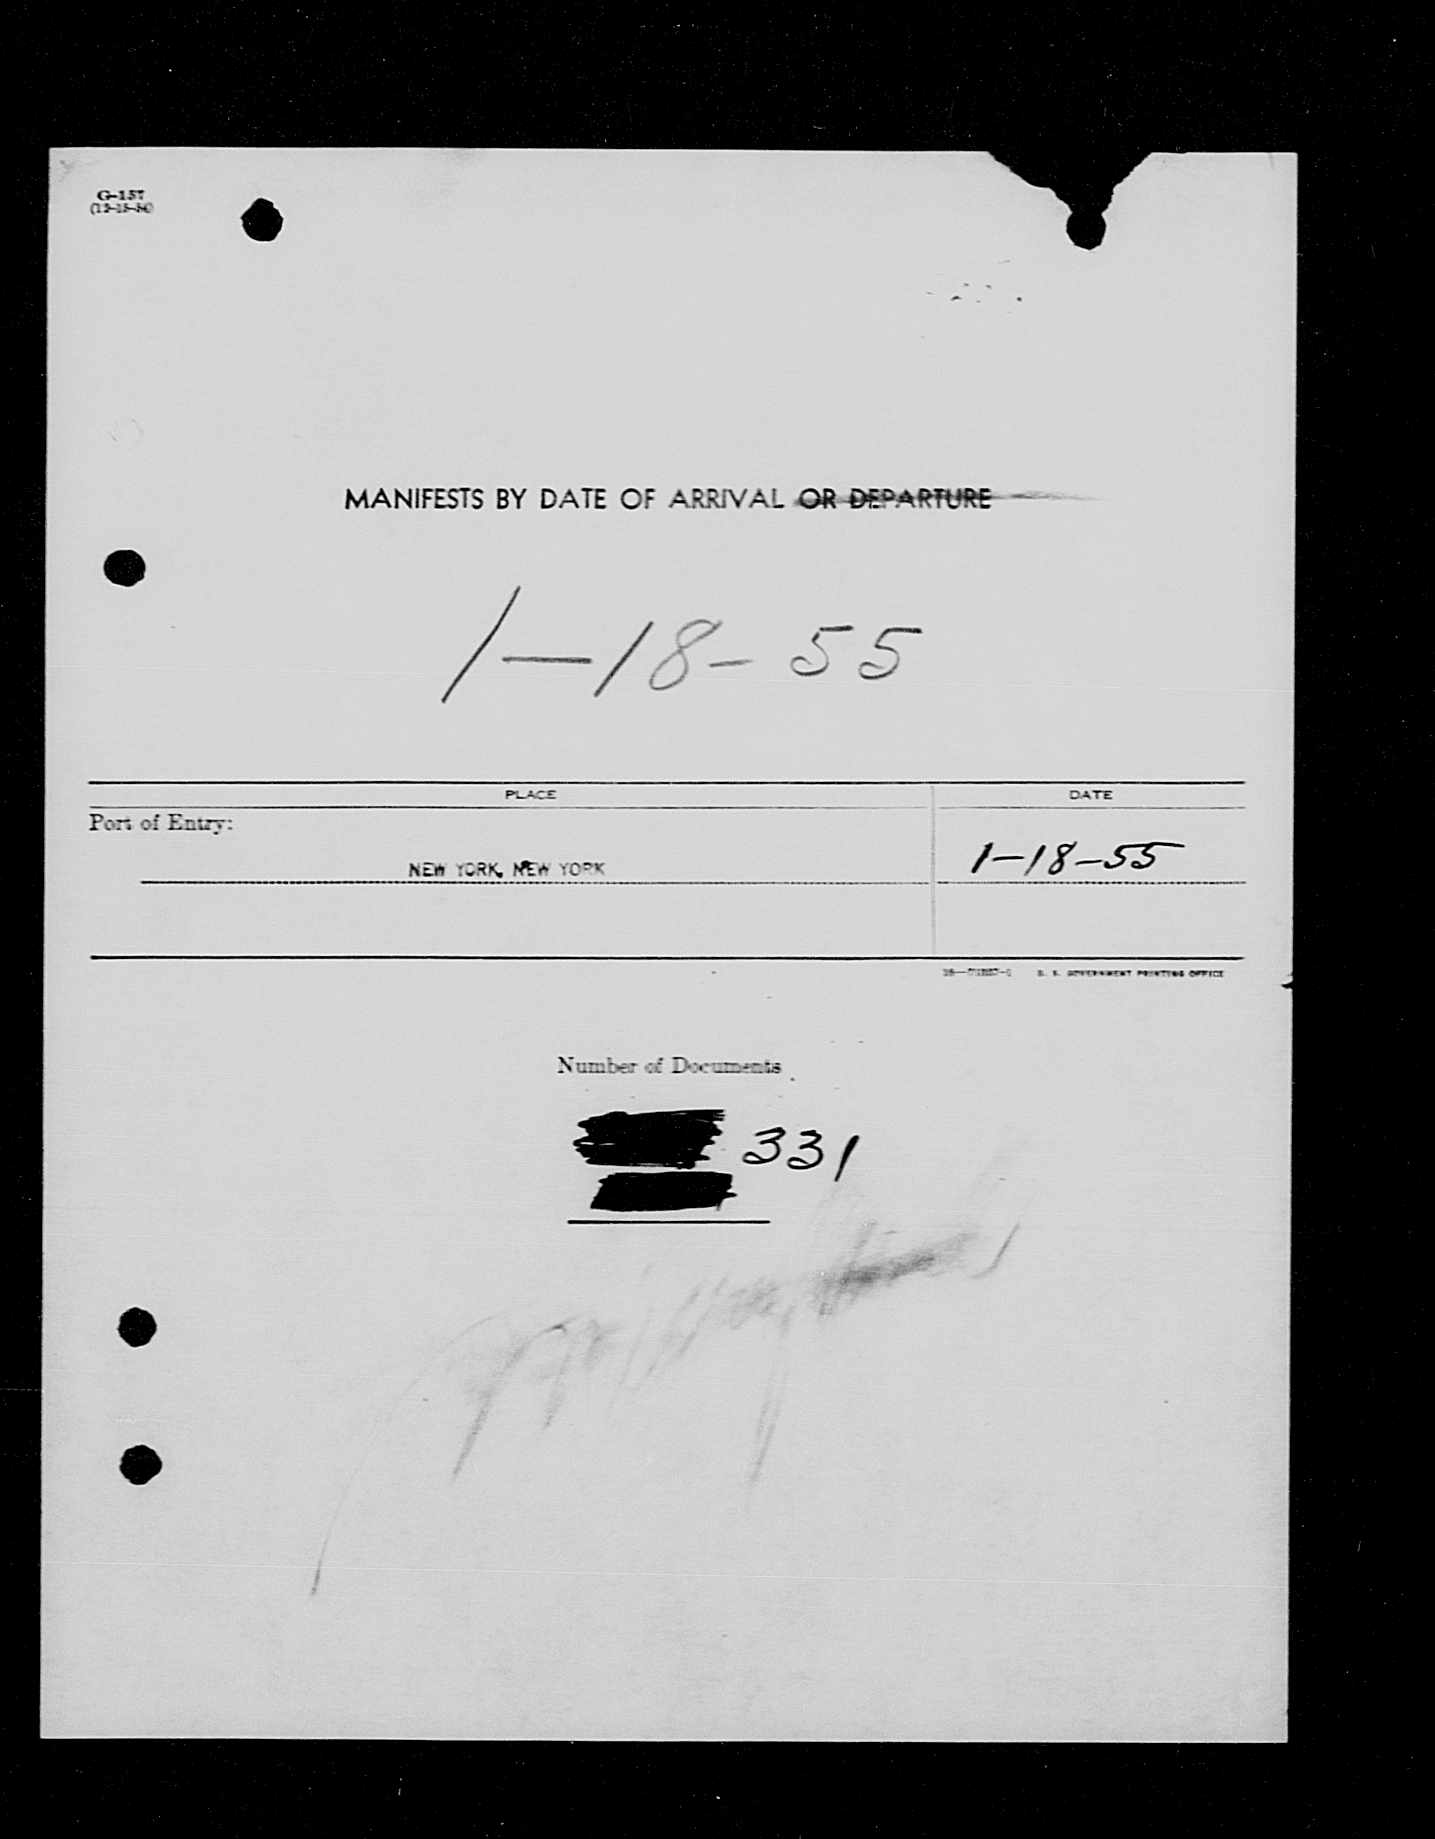 G-157
MANIFESTS BY DATE OF ARRIVAL OR DEPARTURE
1-18-55
PLACE DATE
Port of Entry:
NEW YORK, NEW YORK 1-18-55
U. S. GOVERNMENT PRINTING OFFICE
Number of Documents
331